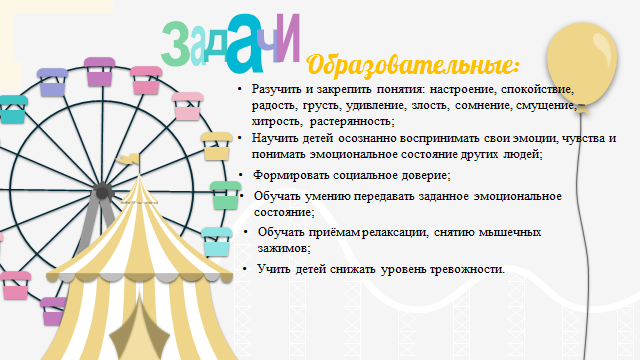 ЗадАчИ
Образовательные:
• Разучить и закрепить понятия: настроение, спокойствие,
радость, грусть, удивление, злость, сомнение, смущение,
хитрость, растерянность;
• Научить детей осознанно воспринимать свои эмоции, чувства и
понимать эмоциональное состояние других людей;
• Формировать социальное доверие;
• Обучать умению передавать заданное эмоциональное
состояние;
• Обучать приёмам релаксации, снятию мышечных
зажимов;
• Учить детей снижать уровень тревожности.